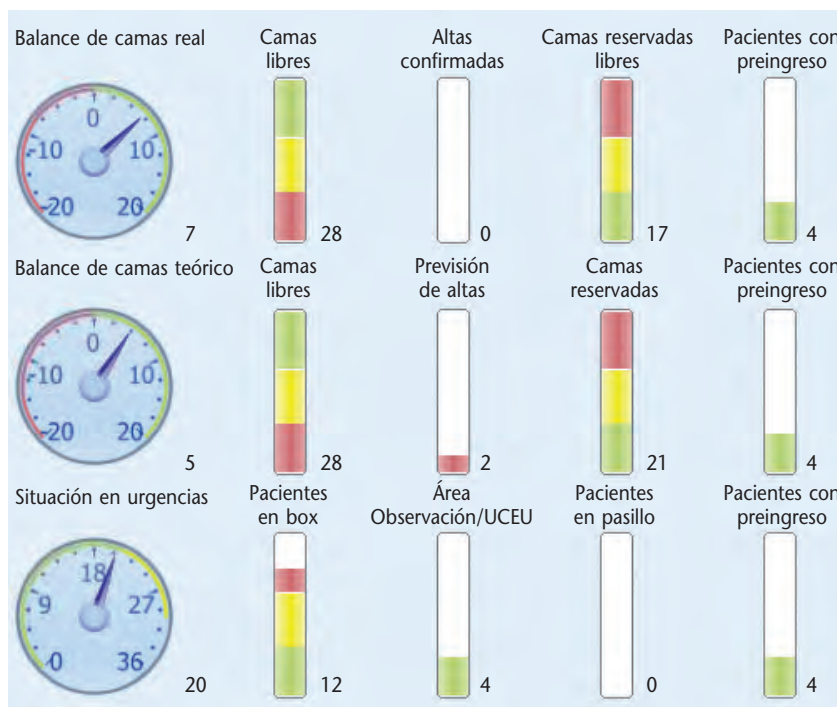 Balance de camas real
Camas
libres
Altas
confirmadas
Camas reservadas
libres
Pacientes con
preingreso
0
-10 10
-20 20
7
28
0
17
4
Balance de camas teórico
Camas
libres
Previsión
de altas
Camas
reservadas
Pacientes con
preingreso
0
-10 10
-20 20
5
28
2
21
4
Situación en urgencias
Pacientes
en box
Área
Observación/UCEU
Pacientes
en pasillo
Pacientes con
preingreso
18
9 27
0 36
20
12
4
0
4